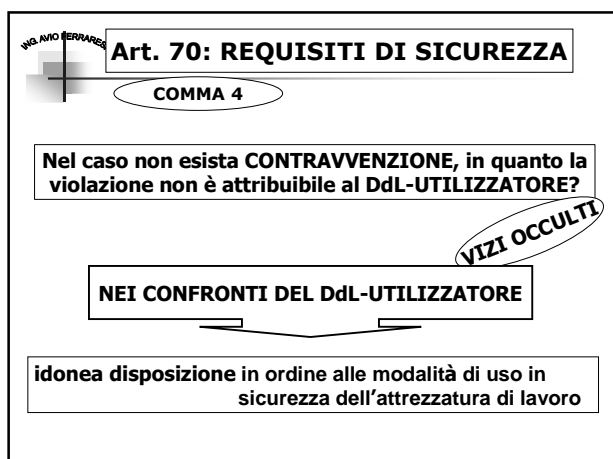 ING. AVIO FERRARESI
Art. 70: REQUISITI DI SICUREZZA
COMMA 4
Nel caso non esista CONTRAVVENZIONE, in quanto la
violazione non è attribuibile al DdL-UTILIZZATORE?
VIZI OCCULTI
NEI CONFRONTI DEL DdL-UTILIZZATORE
idonea disposizione in ordine alle modalità di uso in
sicurezza dell'attrezzatura di lavoro